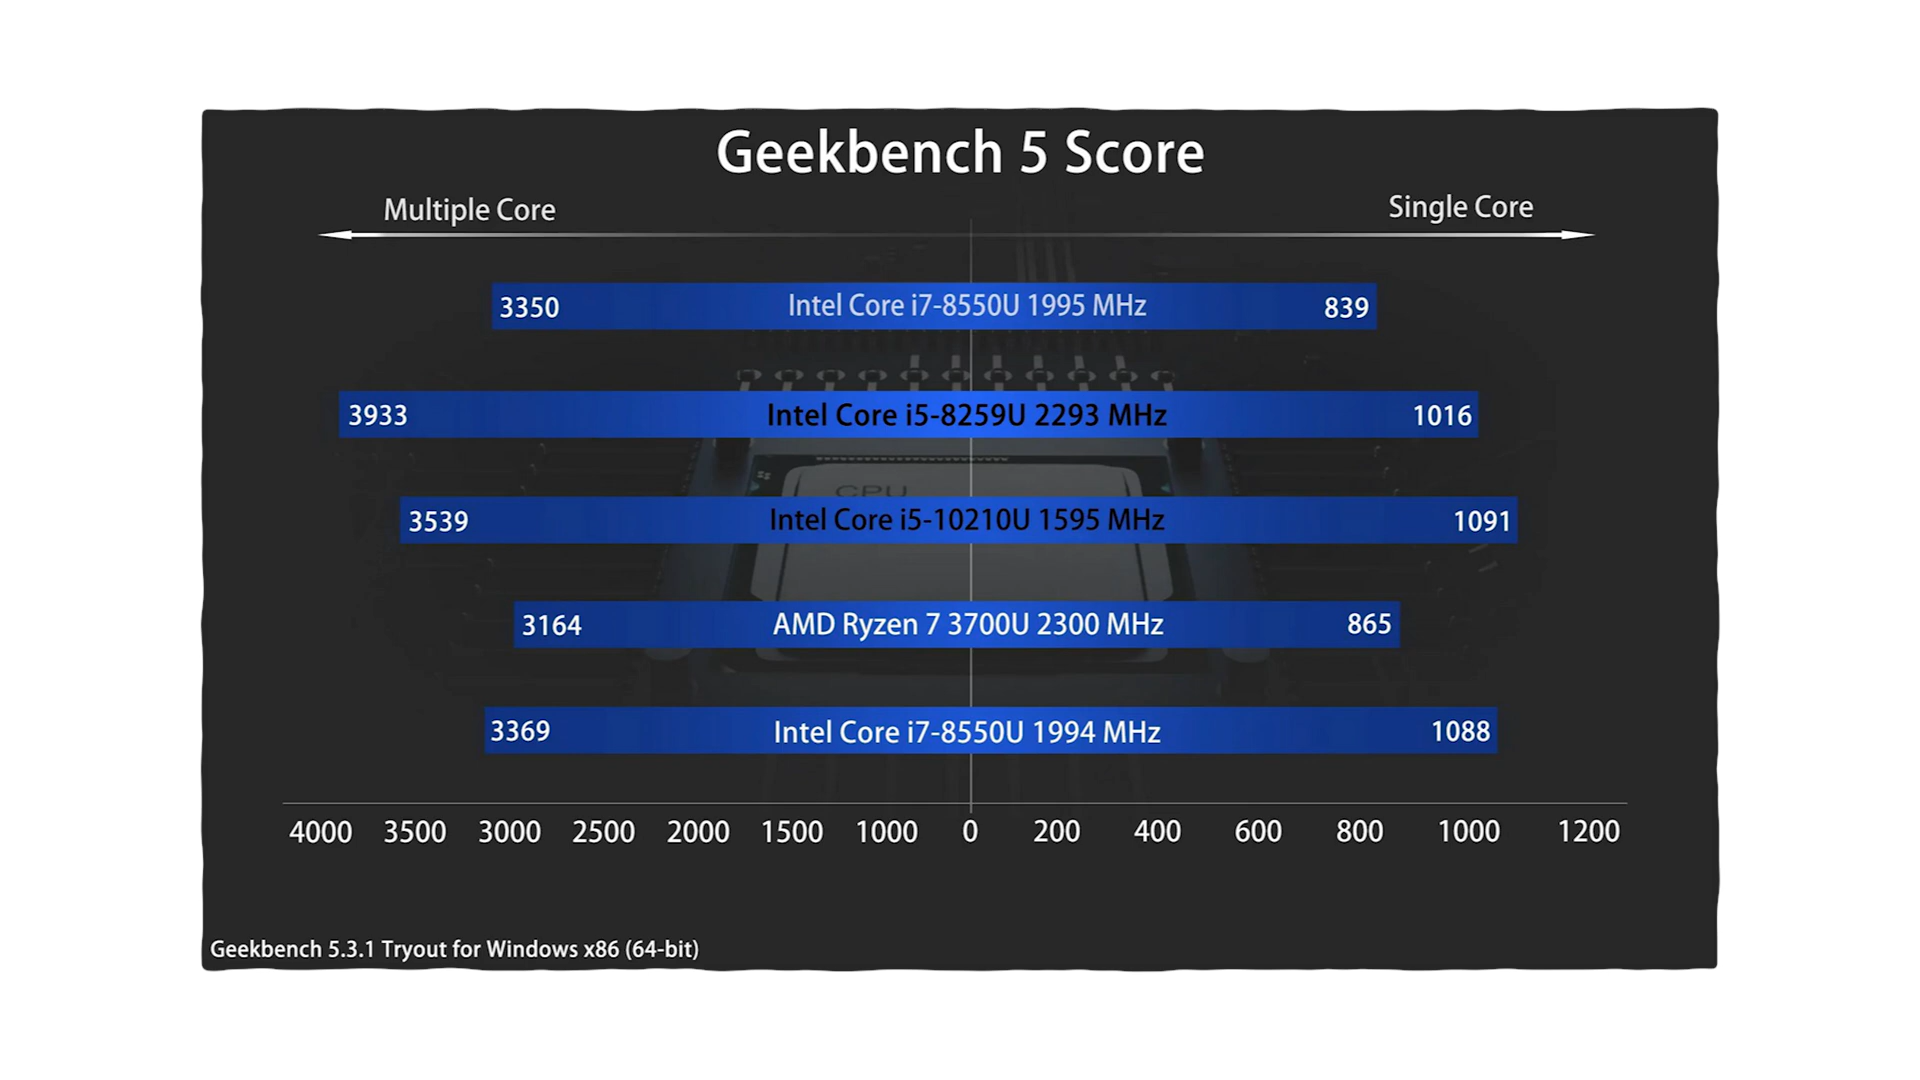 Geekbench 5 Score
Multiple Core
Single Core
3350 Intel Core i7-8550U 1995 MHz 839
3933 Intel Core i5-8259U 2293 MHz 1016
CPU
3539 Intel Core i5-10210U 1595 MHz 1091
3164 AMD Ryzen 7 3700U 2300 MHz 865
3369 Intel Core i7-8550U 1994 MHz 1088
4000 3500 3000 2500 2000 1500 1000 0 200 400 600 800 1000 1200
Geekbench 5.3.1 Tryout for Windows x86 (64-bit)